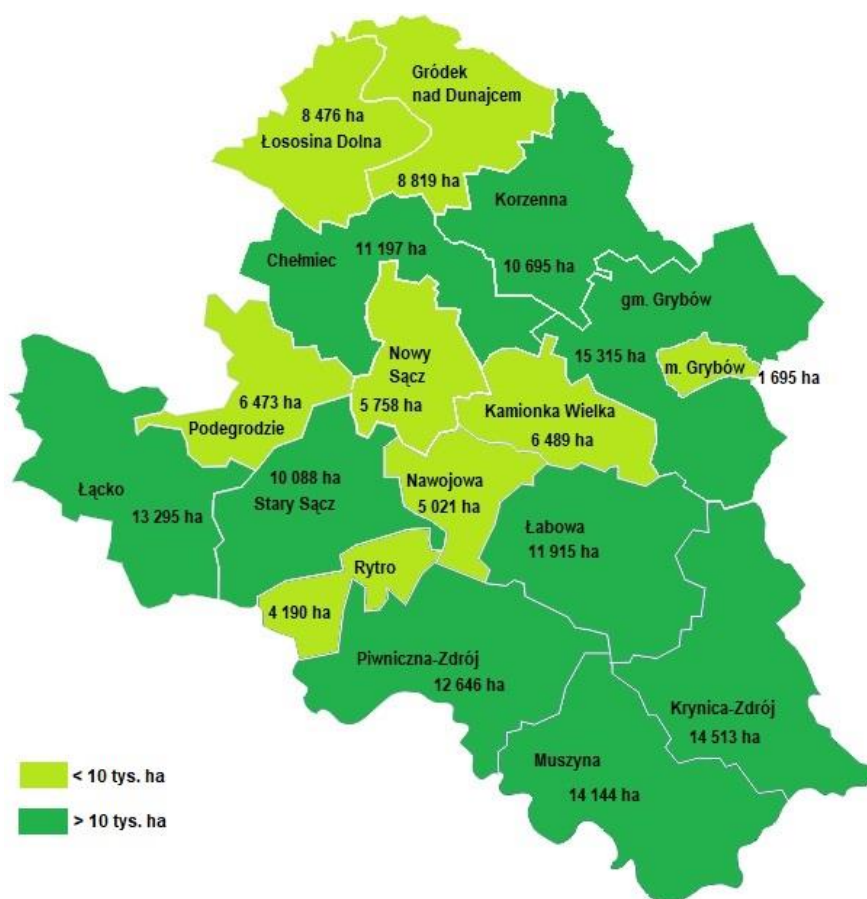 Gródek
nad Dunajcem
8 476 ha
Łososina Dolna
8 819 ha
Korzenna
10 695 ha
Chełmiec
11 197 ha
gm. Grybów
15 315 ha
m. Grybów
1 695 ha
Nowy
Sącz
5 758 ha
6 473 ha
Podegrodzie
Kamionka Wielka
6 489 ha
Łącko
13 295 ha
10 088 ha
Stary Sącz
Nawojowa
5 021 ha
Łabowa
11 915 ha
Rytro
4 190 ha
Piwniczna-Zdrój
12 646 ha
Krynica-Zdrój
14 513 ha
Muszyna
14 144 ha
< 10 tys. ha
> 10 tys. ha